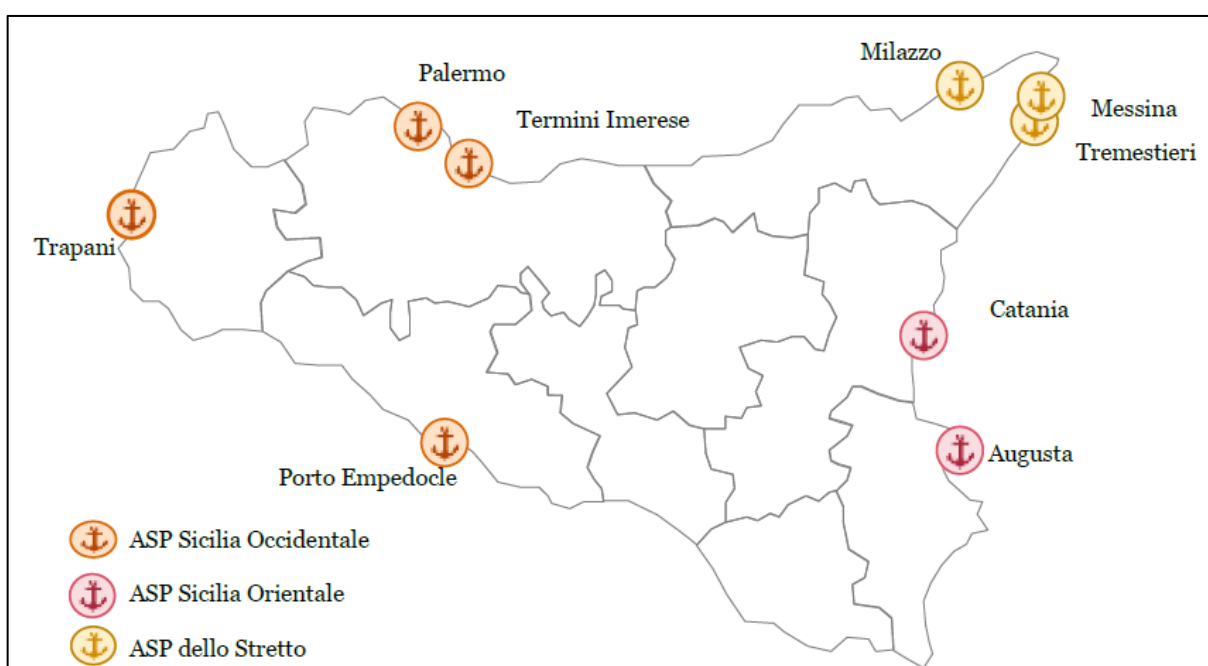 Milazzo
Palermo
Messina
Termini Imerese
Tremestieri
Trapani
Catania
Augusta
Porto Empedocle
ASP Sicilia Occidentale
ASP Sicilia Orientale
ASP dello Stretto